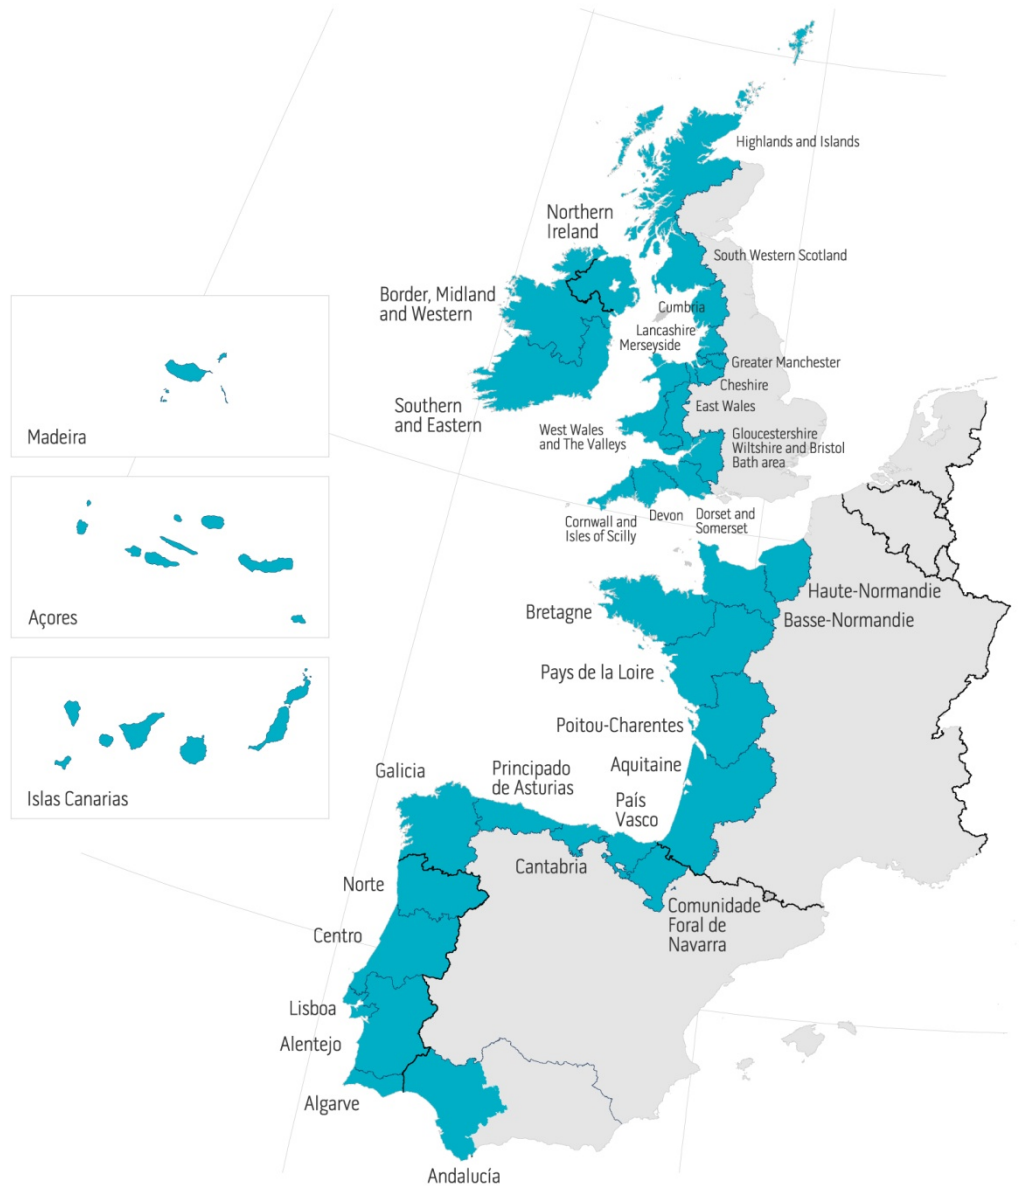 Highlands and Islands
Northern
Ireland
South Western Scotland
Border, Midland
and Western
Cumbria
Lancashire
Merseyside
Greater Manchester
Cheshire
East Wales
Southern
and Eastern
West Wales
and The Valleys
Gloucestershire
Wiltshire and Bristol
Bath area
Madeira
Cornwall and
Isles of Scilly
Devon
Dorset and
Somerset
Açores
Haute-Normandie
Bretagne
Basse-Normandie
Pays de la Loire
Poitou-Charentes
Aquitaine
Islas Canarias
Galicia
Principado
de Asturias
País
Vasco
Cantabria
Norte
Comunidade
Foral de
Navarra
Centro
Lisboa
Alentejo
Algarve
Andalucía